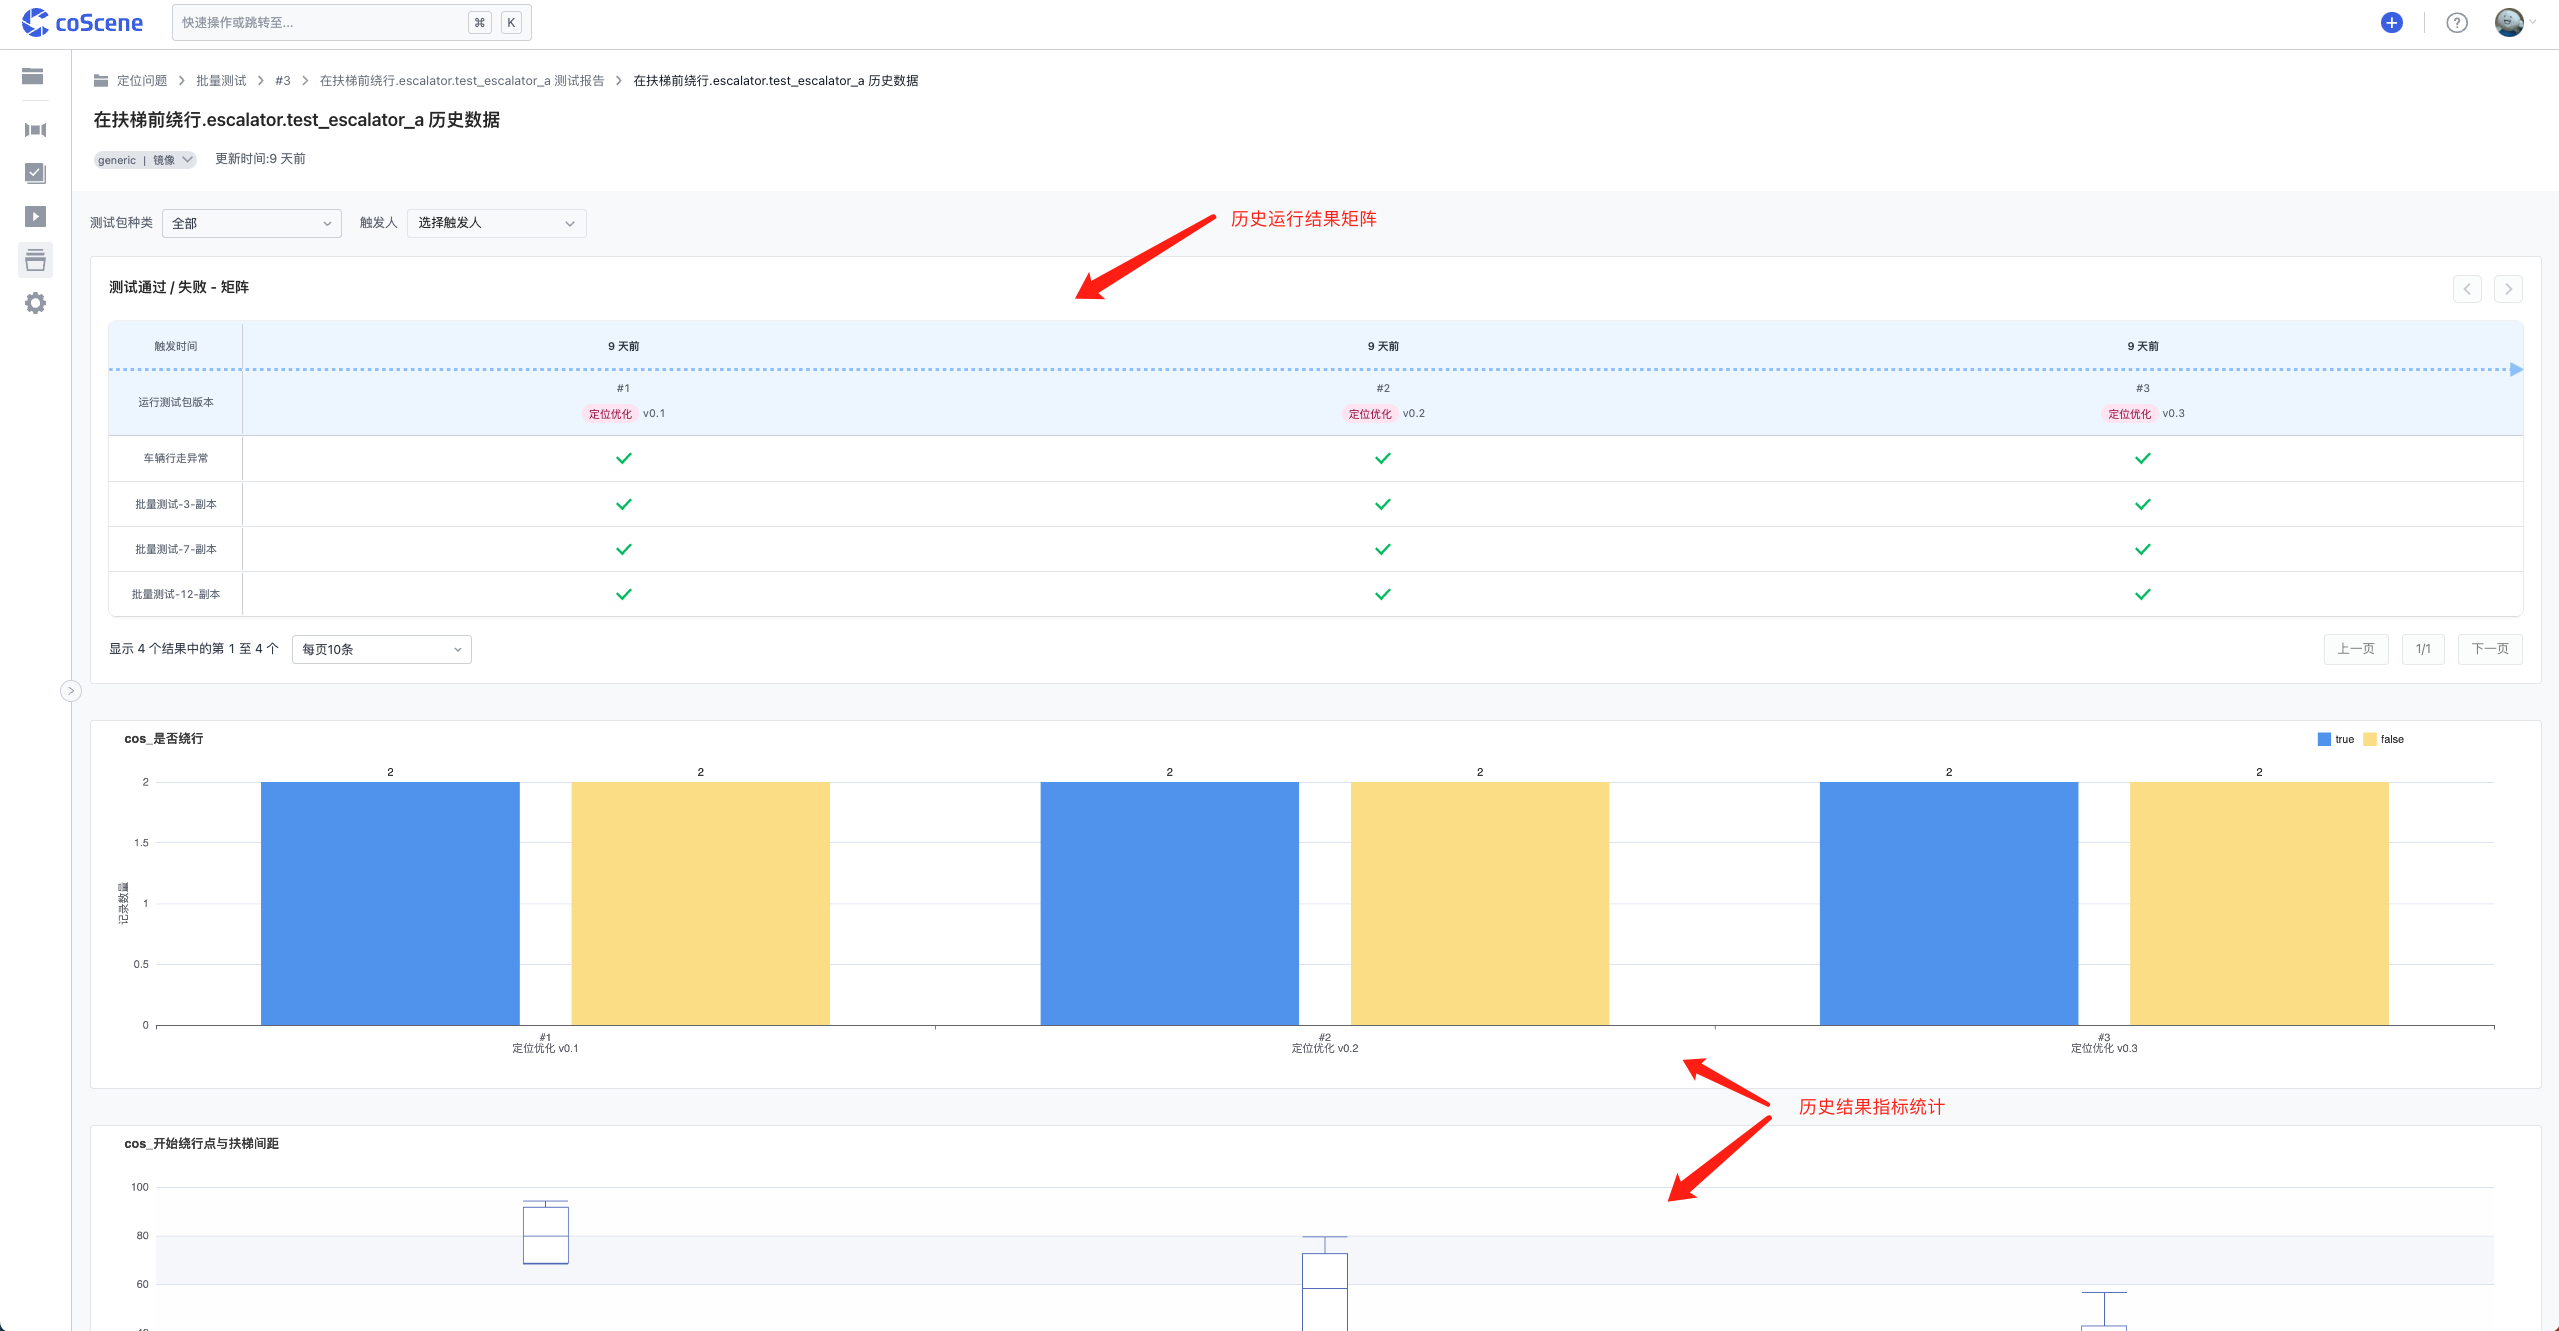 coScene
快速操作或跳转至...
⌘ K
定位问题 > 批量测试 > #3 > 在扶梯前绕行.escalator.test_escalator_a 测试报告 > 在扶梯前绕行.escalator.test_escalator_a 历史数据
在扶梯前绕行.escalator.test_escalator_a 历史数据
generic | 镜像
更新时间:9 天前
测试包种类 全部
触发人 选择触发人
历史运行结果矩阵
测试通过 / 失败 - 矩阵
触发时间 9 天前 9 天前 9 天前
#1 #2 #3
运行测试包版本
定位优化 v0.1 定位优化 v0.2 定位优化 v0.3
车辆行走异常
批量测试-3-副本
批量测试-7-副本
批量测试-12-副本
显示 4 个结果中的第 1 至 4 个
每页10条
上一页 1/1 下一页
cos_是否绕行
true false
2 2 2 2 2 2
2
1.5
1
0.5
0
记录数量
#1 #2 #3
定位优化 v0.1 定位优化 v0.2 定位优化 v0.3
历史结果指标统计
cos_开始绕行点与扶梯间距
100
80
60